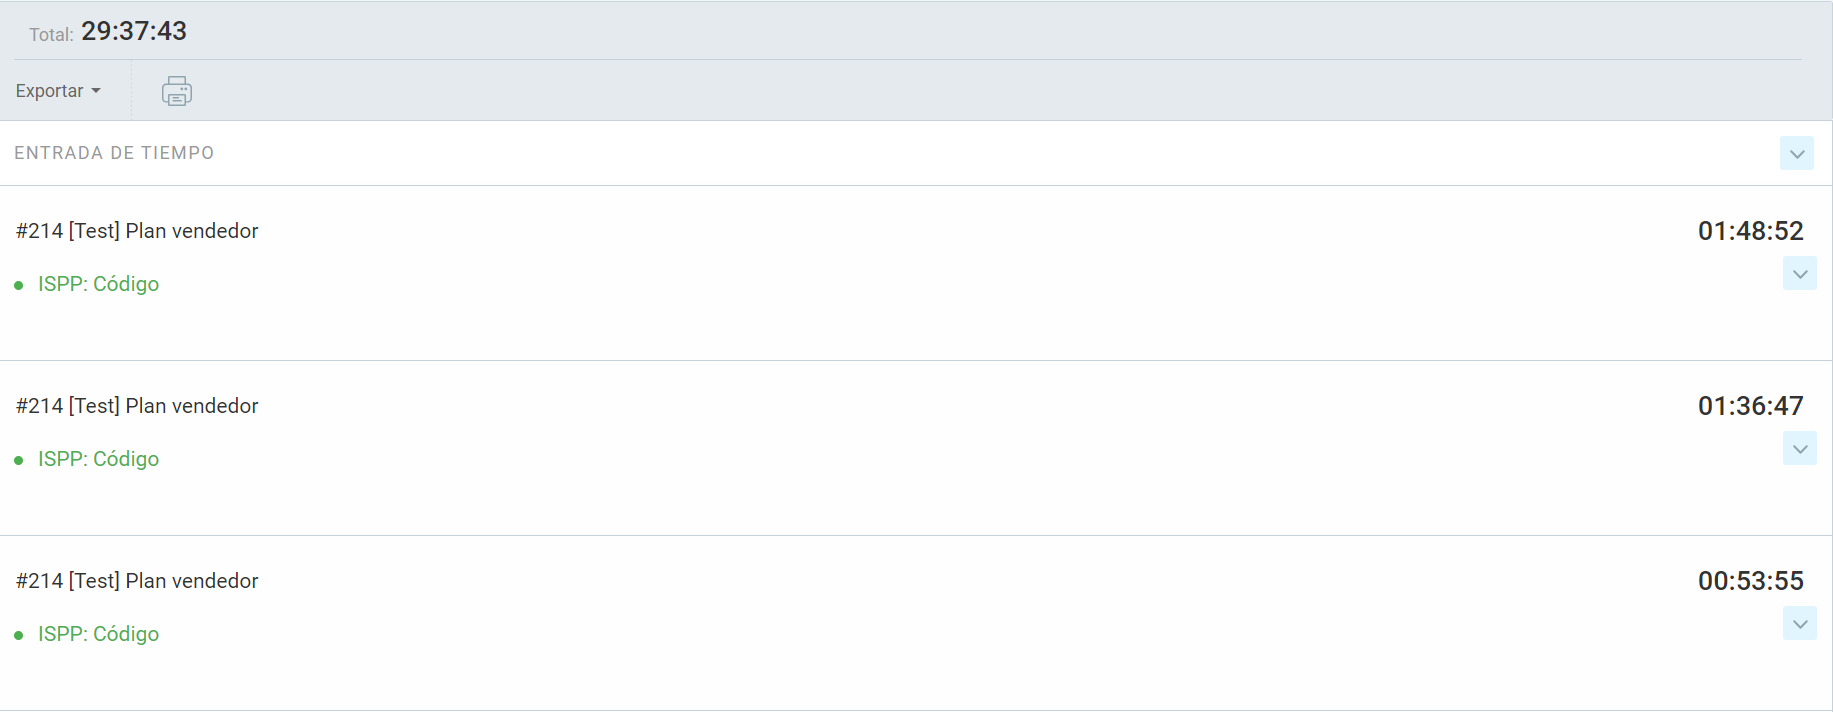 Total: 29:37:43
Exportar
ENTRADA DE TIEMPO
#214 [Test] Plan vendedor 01:48:52
ISPP: Código
#214 [Test] Plan vendedor 01:36:47
ISPP: Código
#214 [Test] Plan vendedor 00:53:55
ISPP: Código